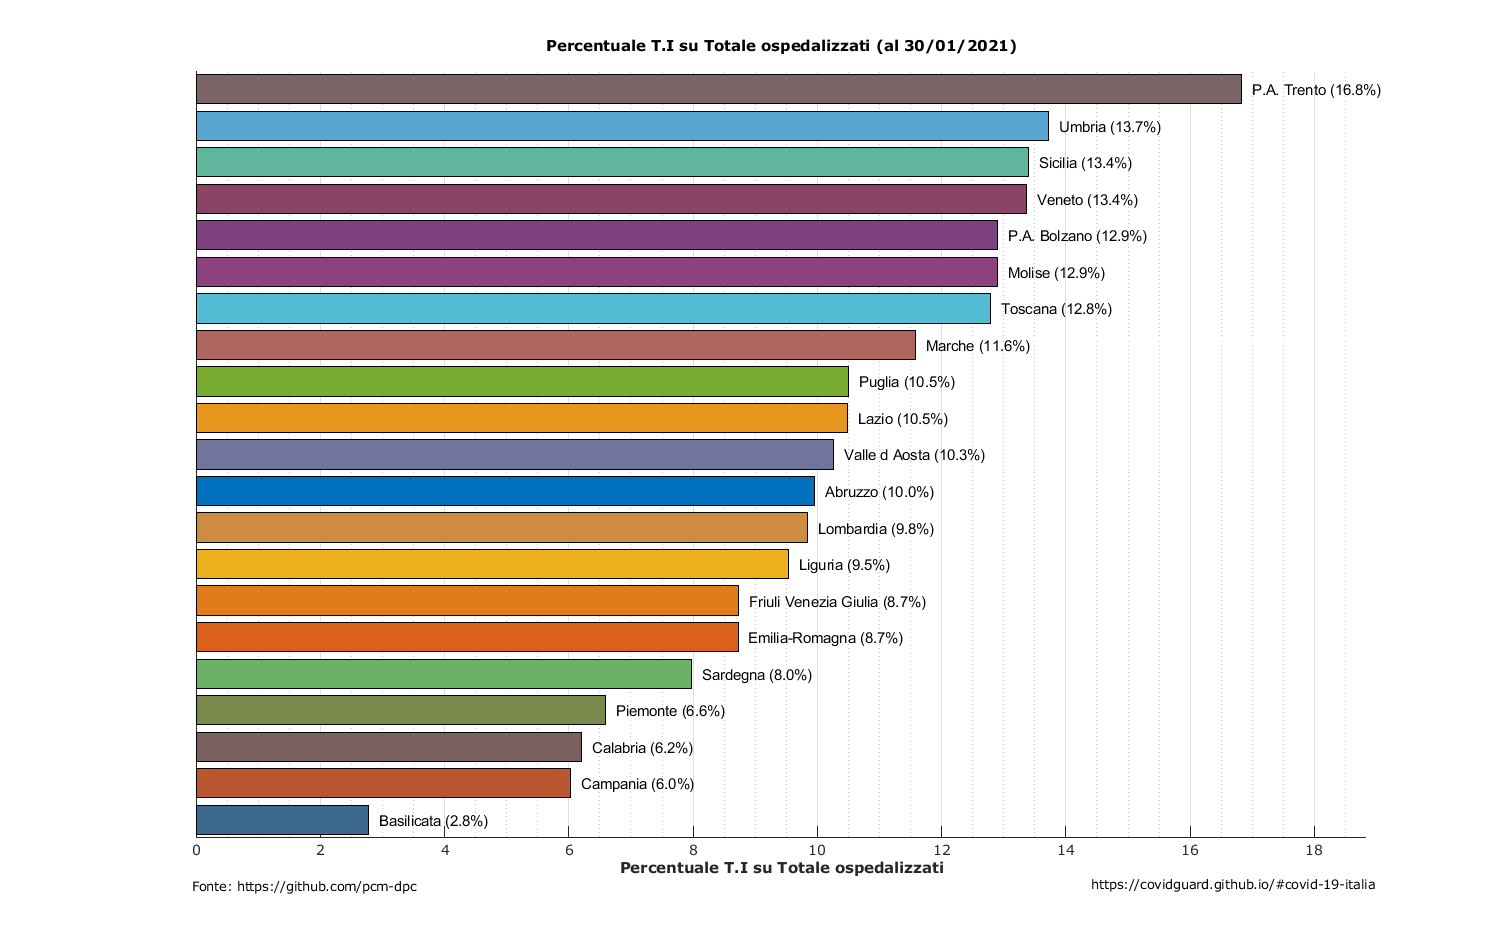 Percentuale T.I su Totale ospedalizzati (al 30/01/2021)
P.A. Trento (16.8%)
Umbria (13.7%)
Sicilia (13.4%)
Veneto (13.4%)
P.A. Bolzano (12.9%)
Molise (12.9%)
Toscana (12.8%)
Marche (11.6%)
Puglia (10.5%)
Lazio (10.5%)
Valle d Aosta (10.3%)
Abruzzo (10.0%)
Lombardia (9.8%)
Liguria (9.5%)
Friuli Venezia Giulia (8.7%)
Emilia-Romagna (8.7%)
Sardegna (8.0%)
Piemonte (6.6%)
Calabria (6.2%)
Campania (6.0%)
Basilicata (2.8%)
0 2 4 6 8 10 12 14 16 18
Percentuale T.I su Totale ospedalizzati
Fonte: https://github.com/pcm-dpc
https://covidguard.github.io/#covid-19-italia